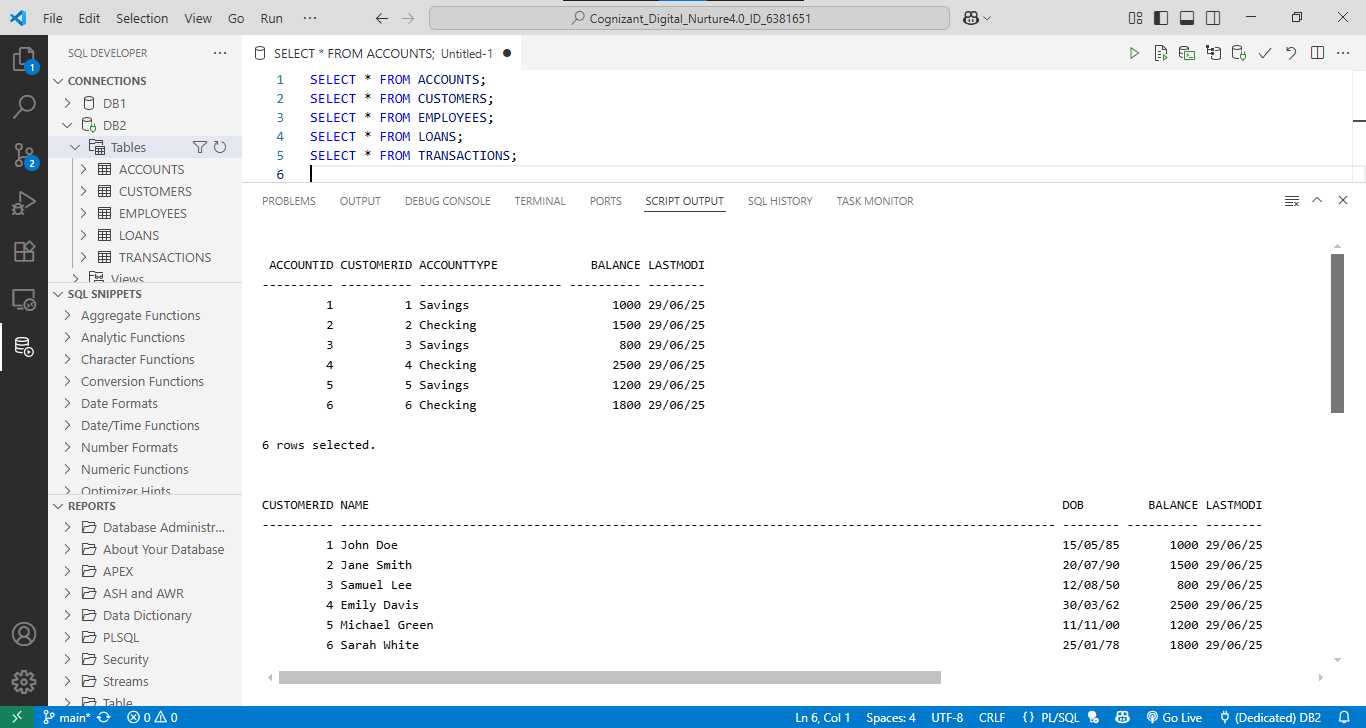 File Edit Selection View Go Run ··· Cognizant_Digital_Nurture4.0_ID_6381651
SQL DEVELOPER ···
CONNECTIONS
DB1
DB2
Tables
ACCOUNTS
CUSTOMERS
EMPLOYEES
LOANS
TRANSACTIONS
Views
SQL SNIPPETS
Aggregate Functions
Analytic Functions
Character Functions
Conversion Functions
Date Formats
Date/Time Functions
Number Formats
Numeric Functions
Optimizer Hints
REPORTS
Database Administr...
About Your Database
APEX
ASH and AWR
Data Dictionary
PLSQL
Security
Streams
Table
1
2
SELECT * FROM ACCOUNTS; Untitled-1
1 SELECT * FROM ACCOUNTS;
2 SELECT * FROM CUSTOMERS;
3 SELECT * FROM EMPLOYEES;
4 SELECT * FROM LOANS;
5 SELECT * FROM TRANSACTIONS;
6
PROBLEMS OUTPUT DEBUG CONSOLE TERMINAL PORTS SCRIPT OUTPUT SQL HISTORY TASK MONITOR
ACCOUNTID CUSTOMERID ACCOUNTTYPE BALANCE LASTMODI
---------- ---------- -------------------- ---------- --------
1 1 Savings 1000 29/06/25
2 2 Checking 1500 29/06/25
3 3 Savings 800 29/06/25
4 4 Checking 2500 29/06/25
5 5 Savings 1200 29/06/25
6 6 Checking 1800 29/06/25
6 rows selected.
CUSTOMERID NAME DOB BALANCE LASTMODI
---------- ---------------------------------------------------------------------------------------------------- -------- ---------- --------
1 John Doe 15/05/85 1000 29/06/25
2 Jane Smith 20/07/90 1500 29/06/25
3 Samuel Lee 12/08/50 800 29/06/25
4 Emily Davis 30/03/62 2500 29/06/25
5 Michael Green 11/11/00 1200 29/06/25
6 Sarah White 25/01/78 1800 29/06/25
main* 0 0 Ln 6, Col 1 Spaces: 4 UTF-8 CRLF {} PL/SQL Go Live (Dedicated) DB2